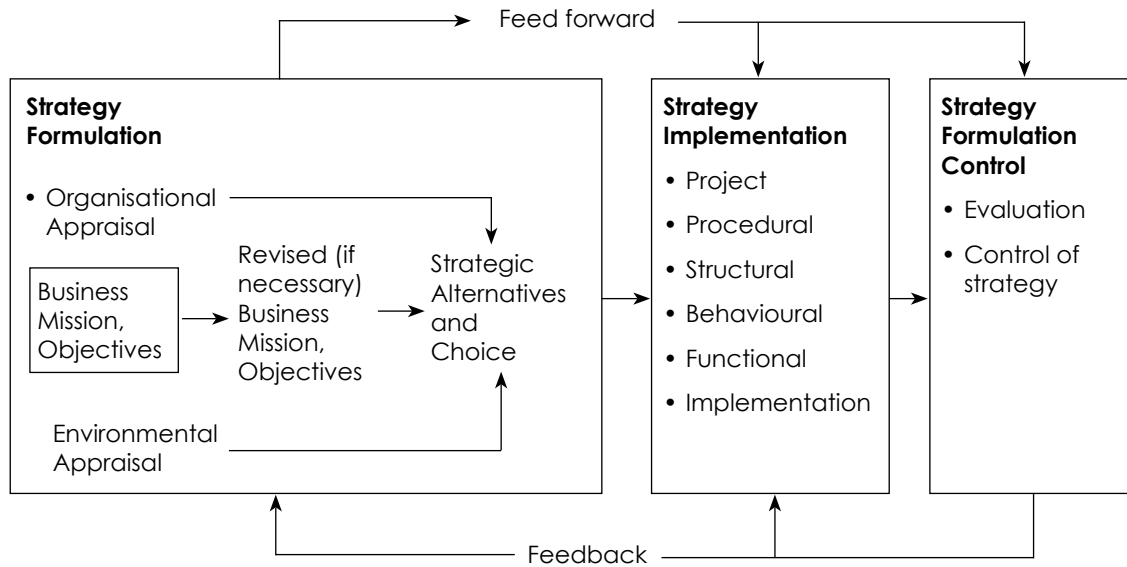 Feed forward
Strategy
Formulation
• Organisational
Appraisal
Business
Mission,
Objectives
Revised (if
necessary)
Business
Mission,
Objectives
Strategic
Alternatives
and
Choice
Environmental
Appraisal
Strategy
Implementation
• Project
• Procedural
• Structural
• Behavioural
• Functional
• Implementation
Strategy
Formulation
Control
• Evaluation
• Control of
strategy
Feedback